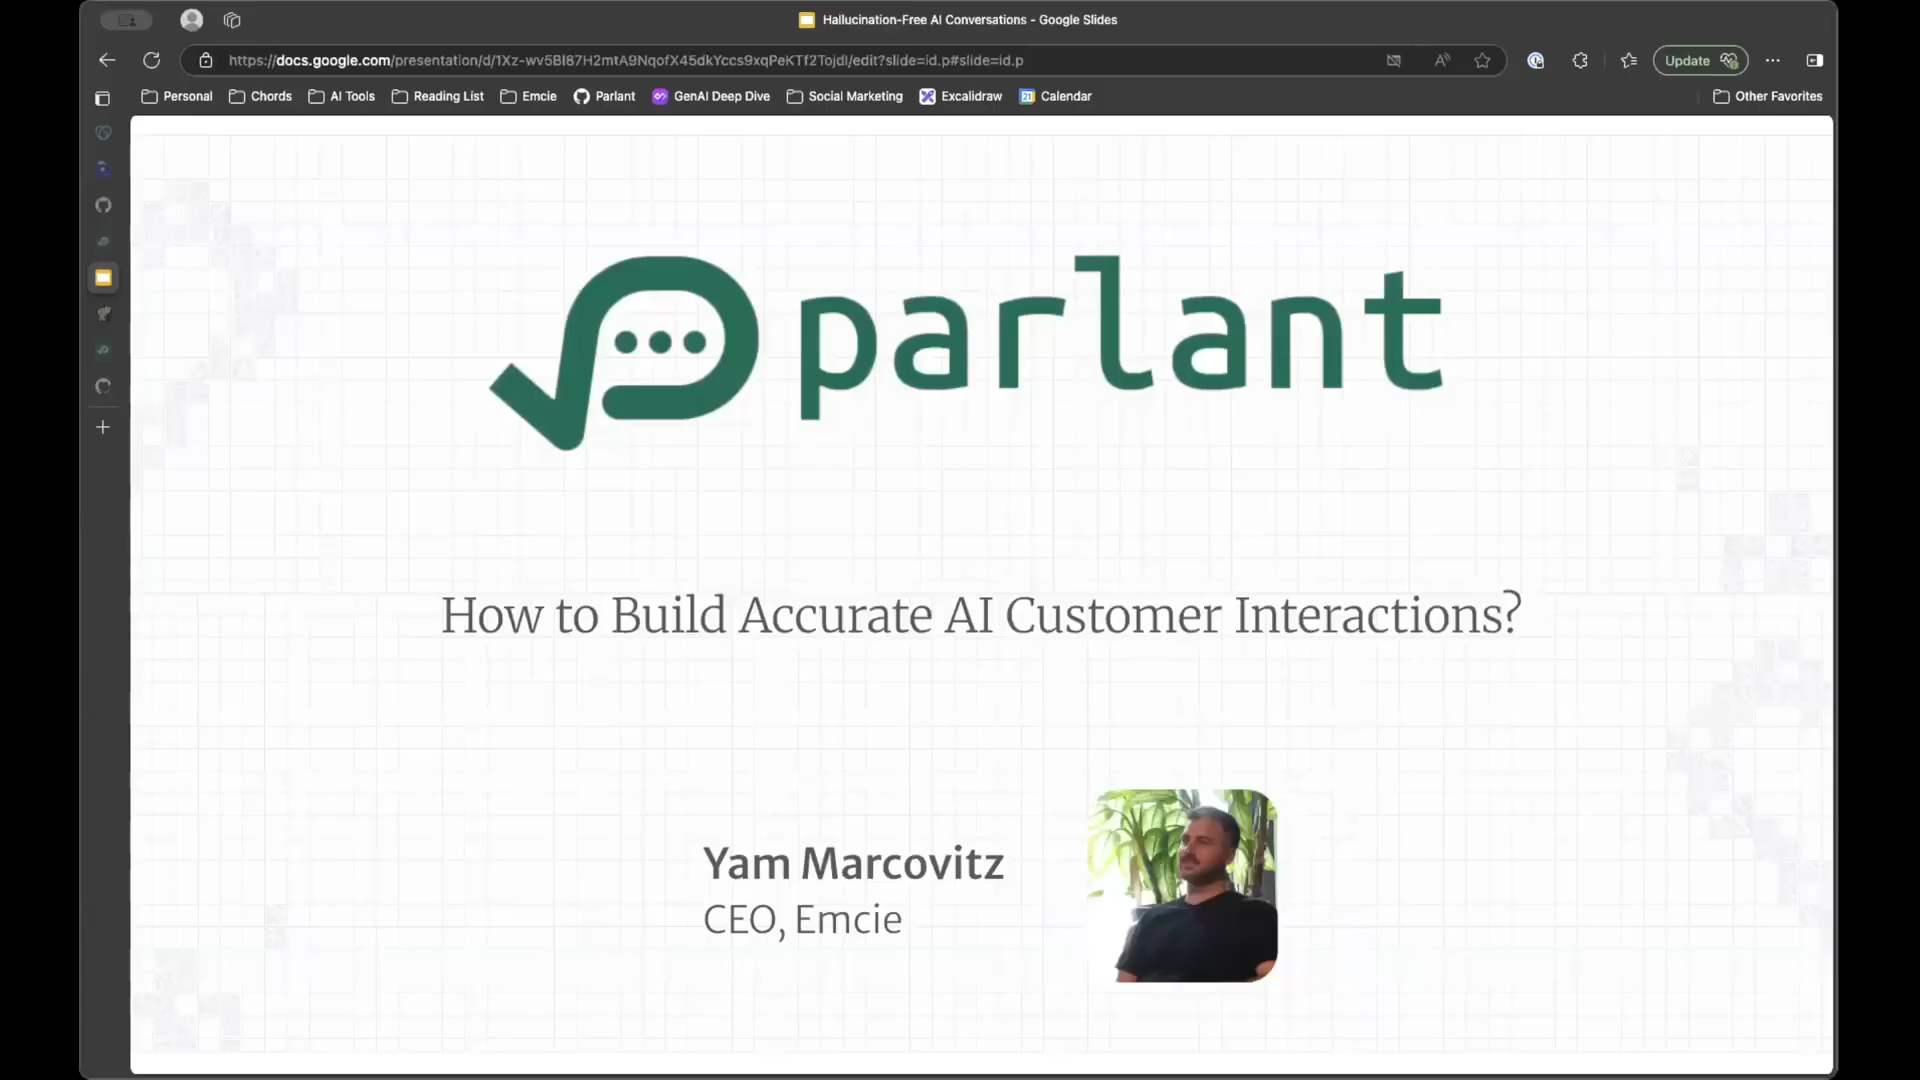 Hallucination-Free AI Conversations - Google Slides
https://docs.google.com/presentation/d/1Xz-wv5Bl87H2mtA9NqofX45dkYccs9xqPeKTf2TojdI/edit?slide=id.p#slide=id.p
Update
Personal Chords AI Tools Reading List Emcie Parlant GenAI Deep Dive Social Marketing Excalidraw Calendar Other Favorites
parlant
How to Build Accurate AI Customer Interactions?
Yam Marcovitz
CEO, Emcie